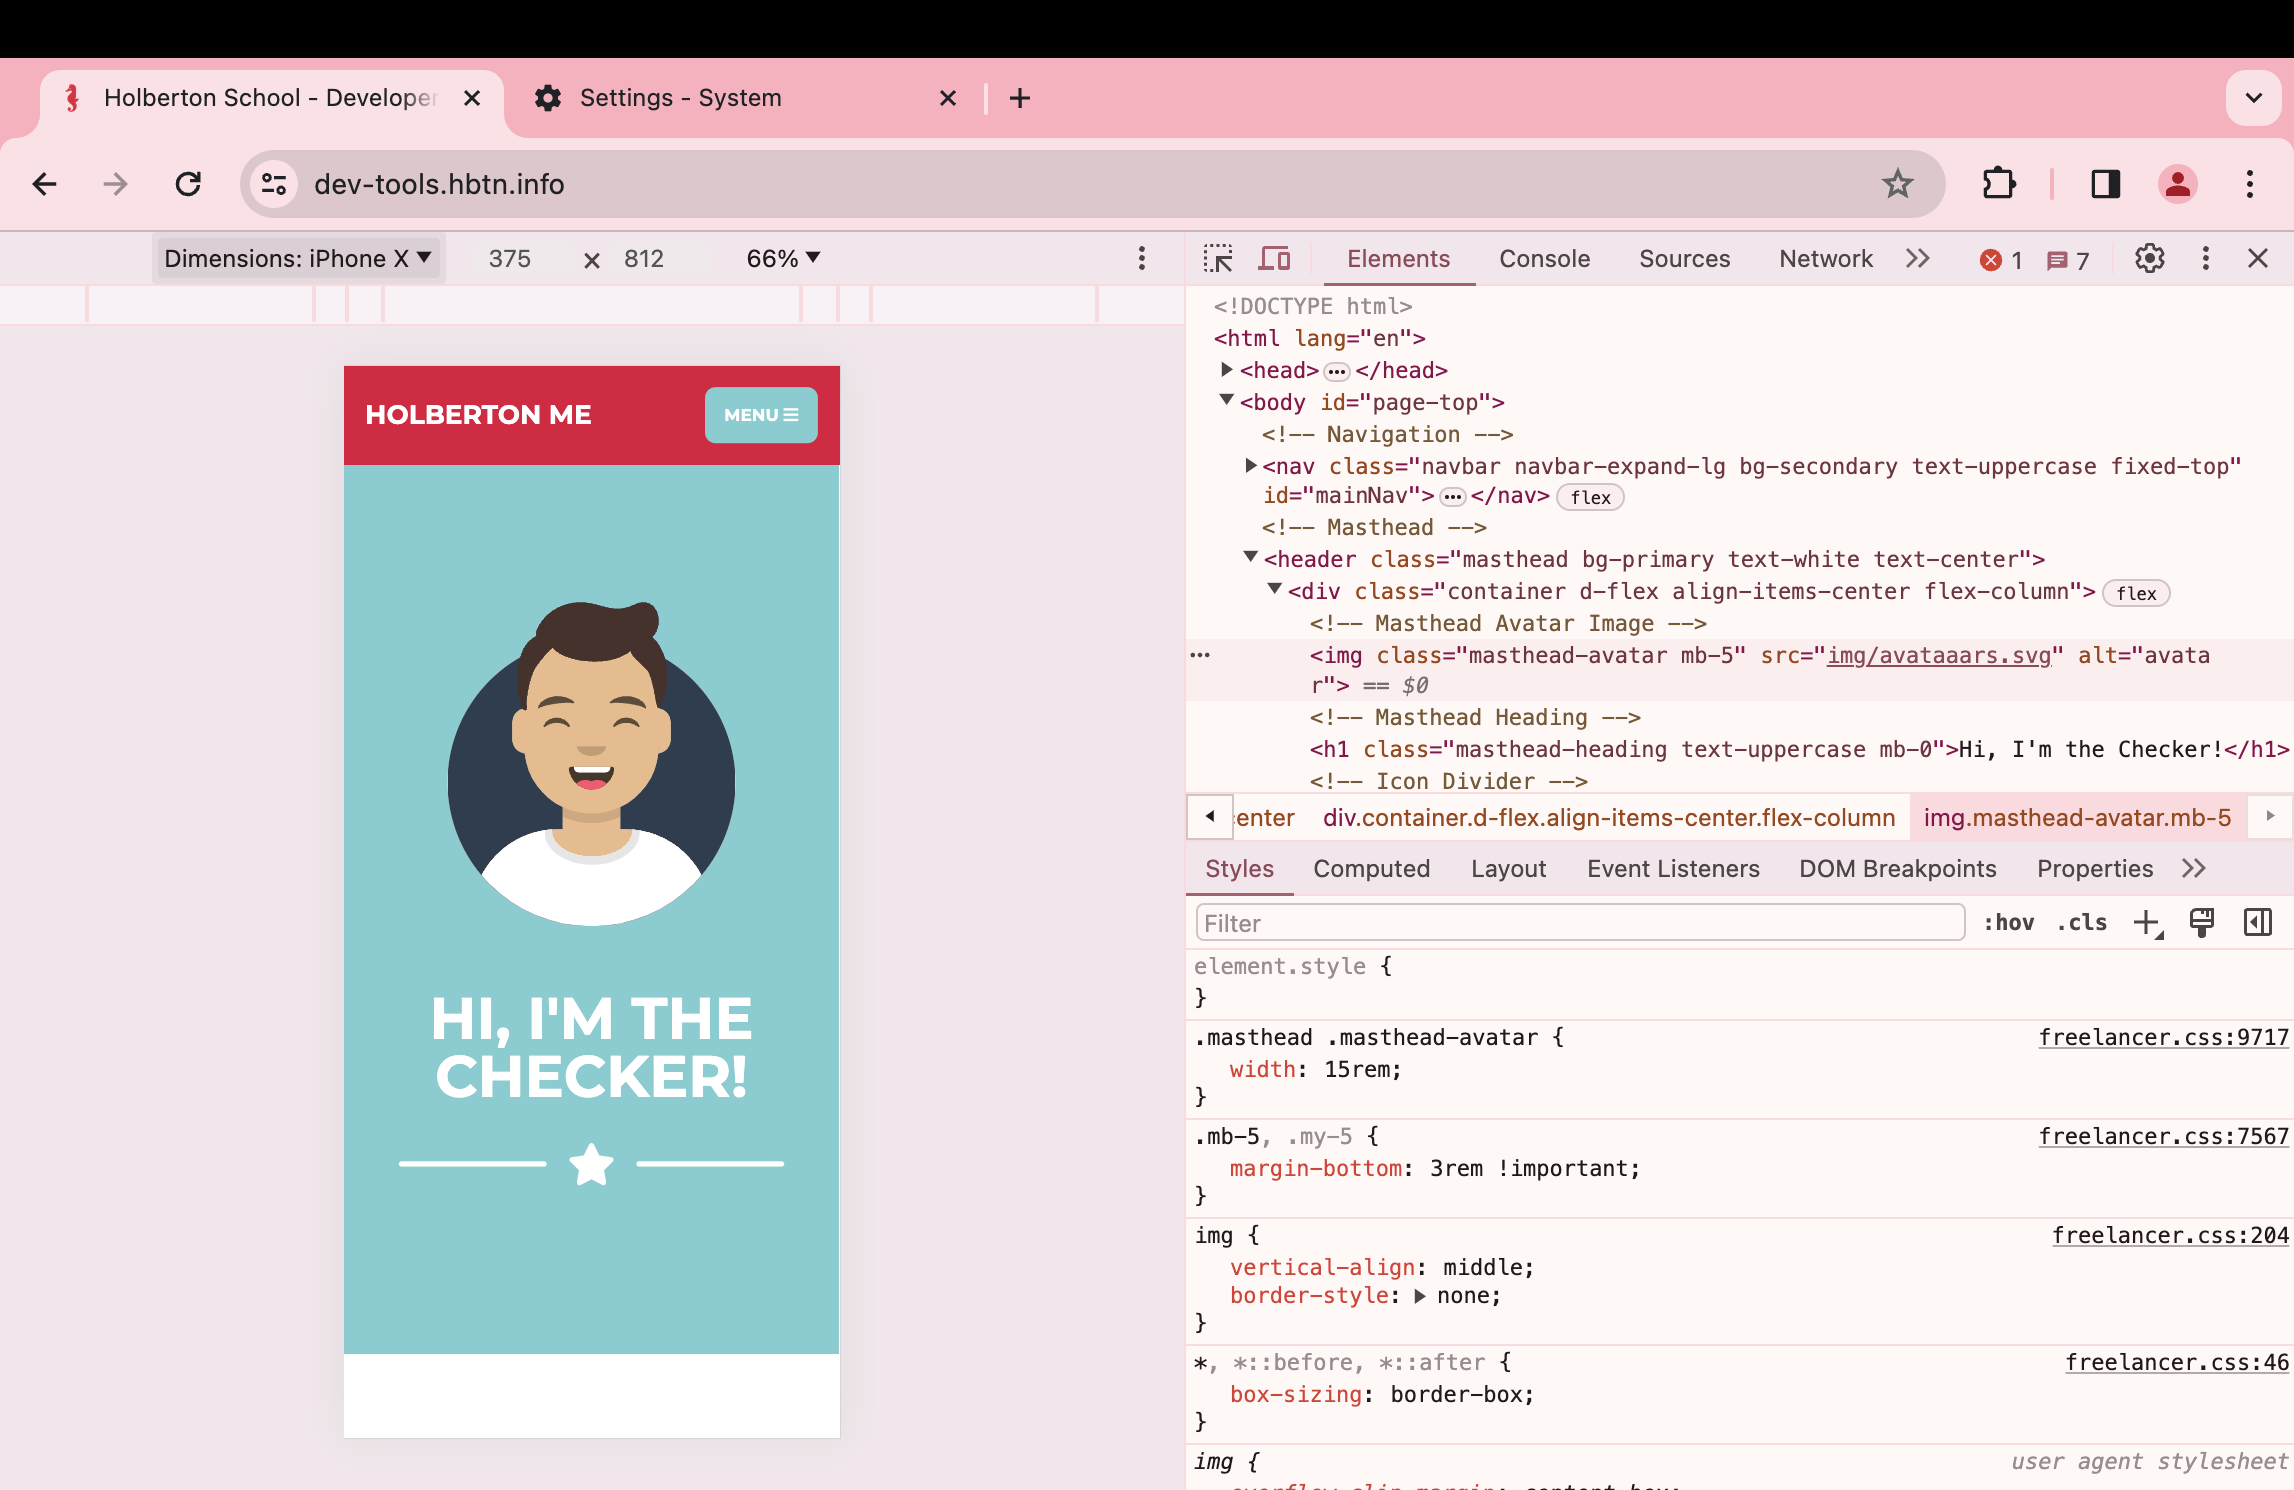 Holberton School - Developer
Settings - System
dev-tools.hbtn.info
Dimensions: iPhone X 375 × 812 66%
Elements Console Sources Network 1 7
HOLBERTON ME
MENU
HI, I'M THE
CHECKER!
<!DOCTYPE html>
<html lang="en">
<head>…</head>
<body id="page-top">
<!-- Navigation -->
<nav class="navbar navbar-expand-lg bg-secondary text-uppercase fixed-top"
id="mainNav">…</nav> flex
<!-- Masthead -->
<header class="masthead bg-primary text-white text-center">
<div class="container d-flex align-items-center flex-column"> flex
<!-- Masthead Avatar Image -->
… <img class="masthead-avatar mb-5" src="img/avataaars.svg" alt="avata
r"> == $0
<!-- Masthead Heading -->
<h1 class="masthead-heading text-uppercase mb-0">Hi, I'm the Checker!</h1>
<!-- Icon Divider -->
enter div.container.d-flex.align-items-center.flex-column img.masthead-avatar.mb-5
Styles Computed Layout Event Listeners DOM Breakpoints Properties
Filter :hov .cls
element.style {
}
.masthead .masthead-avatar { freelancer.css:9717
width: 15rem;
}
.mb-5, .my-5 { freelancer.css:7567
margin-bottom: 3rem !important;
}
img { freelancer.css:204
vertical-align: middle;
border-style: none;
}
*, *::before, *::after { freelancer.css:46
box-sizing: border-box;
}
img { user agent stylesheet